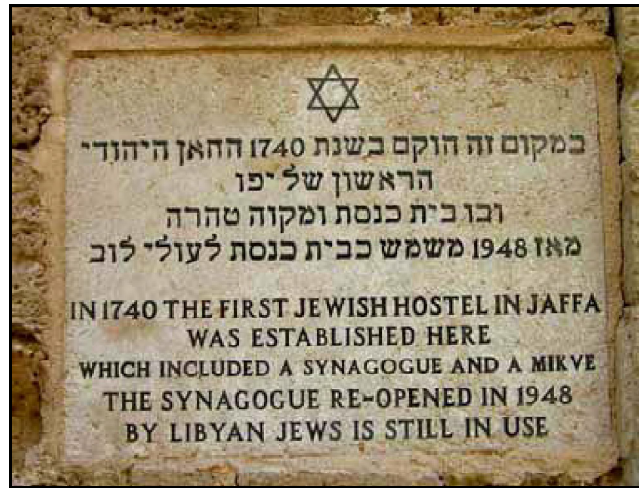 במקום זה הוקם בשנת 1740 החאן היהודי
הראשון של יפו
ובו בית כנסת ומקוה טהרה
מאז 1948 משמש כבית כנסת לעולי לוב
IN 1740 THE FIRST JEWISH HOSTEL IN JAFFA
WAS ESTABLISHED HERE
WHICH INCLUDED A SYNAGOGUE AND A MIKVE
THE SYNAGOGUE RE-OPENED IN 1948
BY LIBYAN JEWS IS STILL IN USE